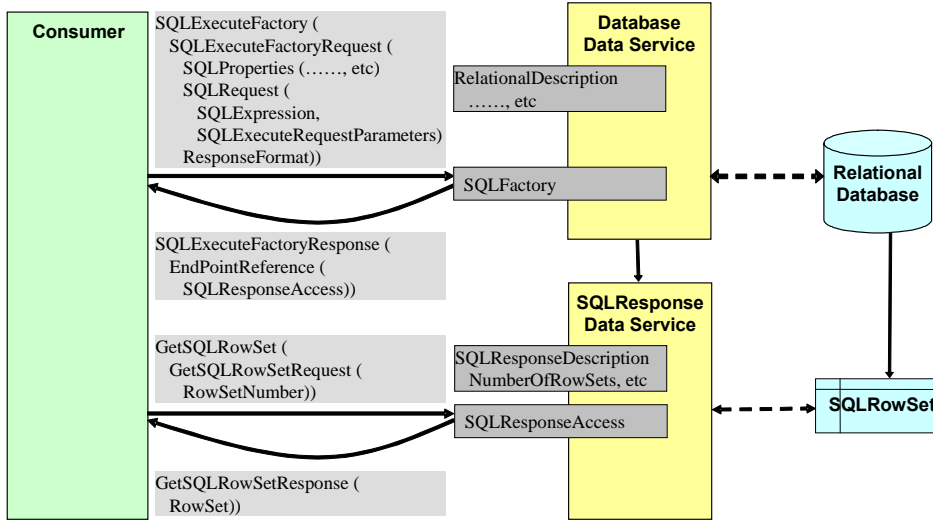 Consumer
SQLExecuteFactory (
SQLExecuteFactoryRequest (
SQLProperties (……, etc)
SQLRequest (
SQLExpression,
SQLExecuteRequestParameters)
ResponseFormat))
SQLExecuteFactoryResponse (
EndPointReference (
SQLResponseAccess))
GetSQLRowSet (
GetSQLRowSetRequest (
RowSetNumber))
GetSQLRowSetResponse (
RowSet))
Database
Data Service
RelationalDescription
……, etc
SQLFactory
SQLResponse
Data Service
SQLResponseDescription
NumberOfRowSets, etc
SQLResponseAccess
Relational
Database
SQLRowSet